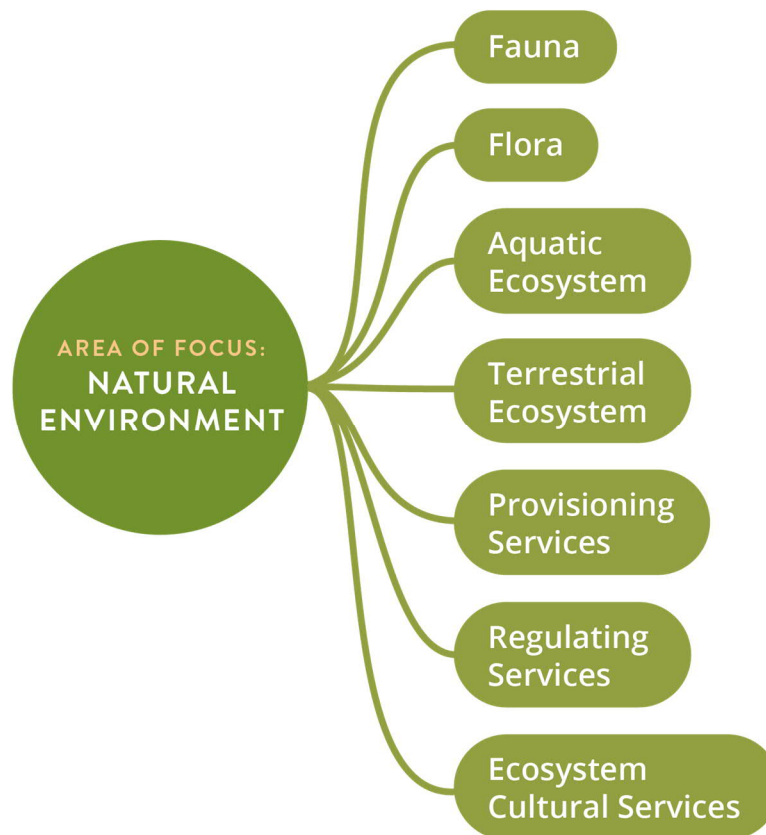 Fauna
Flora
Aquatic
Ecosystem
AREA OF FOCUS:
NATURAL
ENVIRONMENT
Terrestrial
Ecosystem
Provisioning
Services
Regulating
Services
Ecosystem
Cultural Services